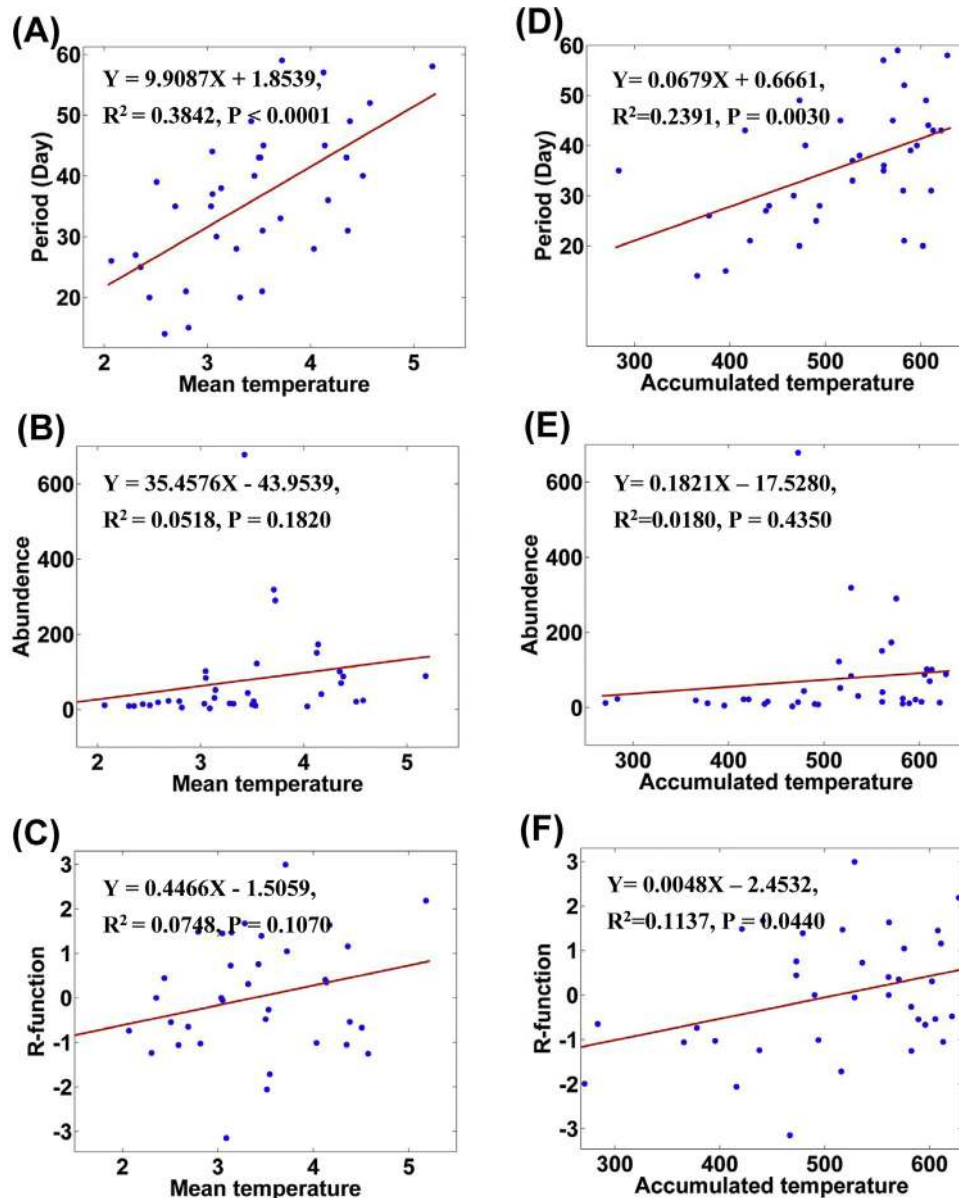 (A)
60
50
40
30
20
Period (Day)
Y = 9.9087X + 1.8539,
R² = 0.3842, P < 0.0001
2 3 4 5
Mean temperature
(D)
60
50
40
30
20
Period (Day)
Y= 0.0679X + 0.6661,
R²=0.2391, P = 0.0030
300 400 500 600
Accumulated temperature
(B)
600
400
200
0
Abundence
Y = 35.4576X - 43.9539,
R² = 0.0518, P = 0.1820
2 3 4 5
Mean temperature
(E)
600
400
200
0
Abundence
Y= 0.1821X – 17.5280,
R²=0.0180, P = 0.4350
300 400 500 600
Accumulated temperature
(C)
3
2
1
0
-1
-2
-3
R-function
Y = 0.4466X - 1.5059,
R² = 0.0748, P = 0.1070
2 3 4 5
Mean temperature
(F)
3
2
1
0
-1
-2
-3
R-function
Y= 0.0048X – 2.4532,
R²=0.1137, P = 0.0440
300 400 500 600
Accumulated temperature